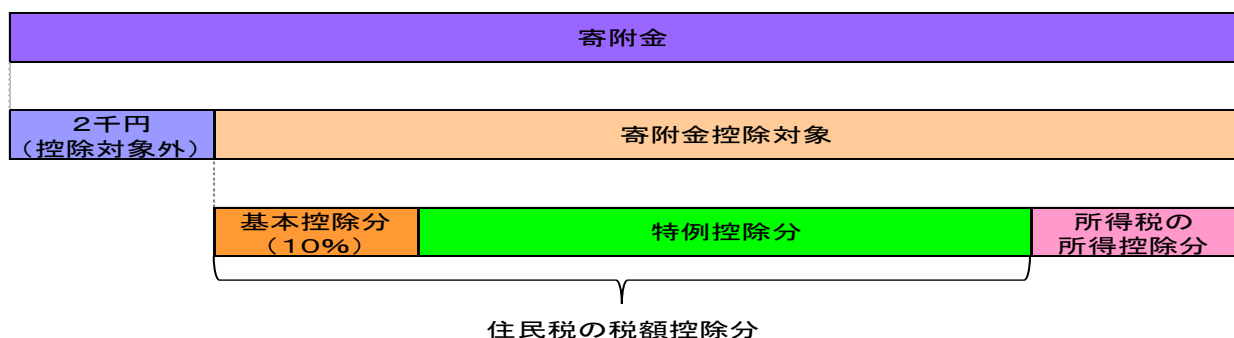 寄附金
2千円
（控除対象外）
寄附金控除対象
基本控除分
（10%）
特例控除分
所得税の
所得控除分
住民税の税額控除分